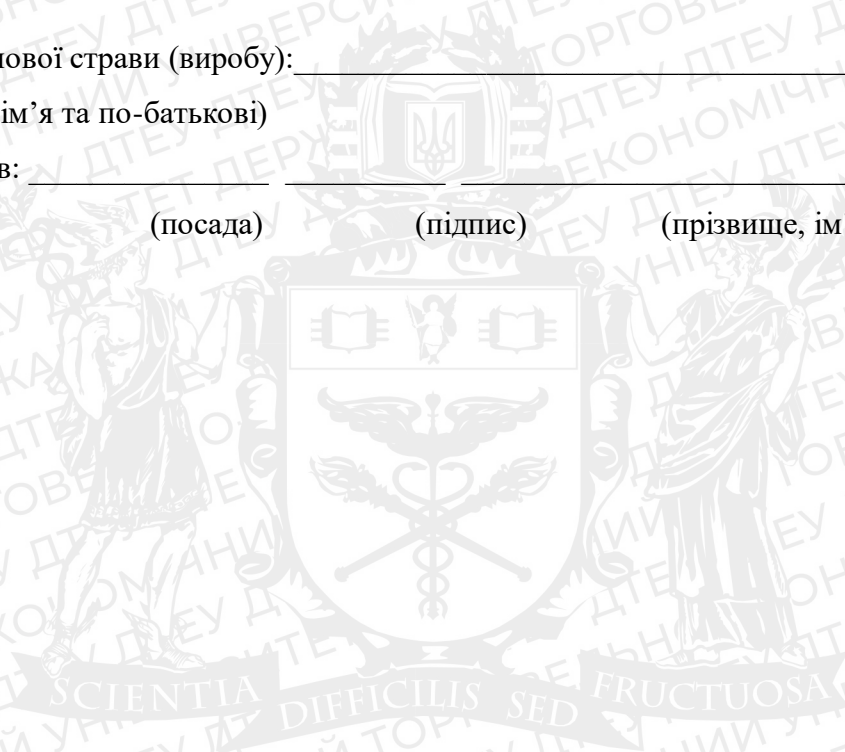 нової страви (виробу):
ім’я та по-батькові)
в:
(посада) (підпис) (прізвище, ім
SCIENTIA DIFFICILIS SED FRUCTUOSA